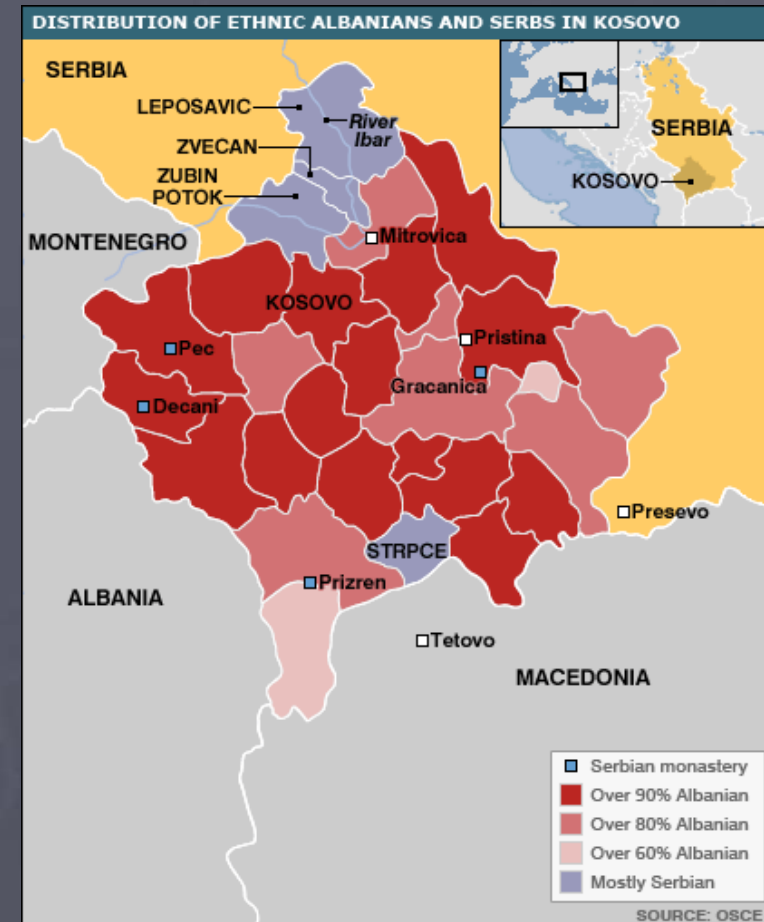 DISTRIBUTION OF ETHNIC ALBANIANS AND SERBS IN KOSOVO
SERBIA
LEPOSAVIC
River
Ibar
ZVECAN
ZUBIN
POTOK
SERBIA
KOSOVO
MONTENEGRO
Mitrovica
KOSOVO
Pristina
Pec
Gracanica
Decani
Presevo
STRPCE
Prizren
ALBANIA
Tetovo
MACEDONIA
Serbian monastery
Over 90% Albanian
Over 80% Albanian
Over 60% Albanian
Mostly Serbian
SOURCE: OSCE